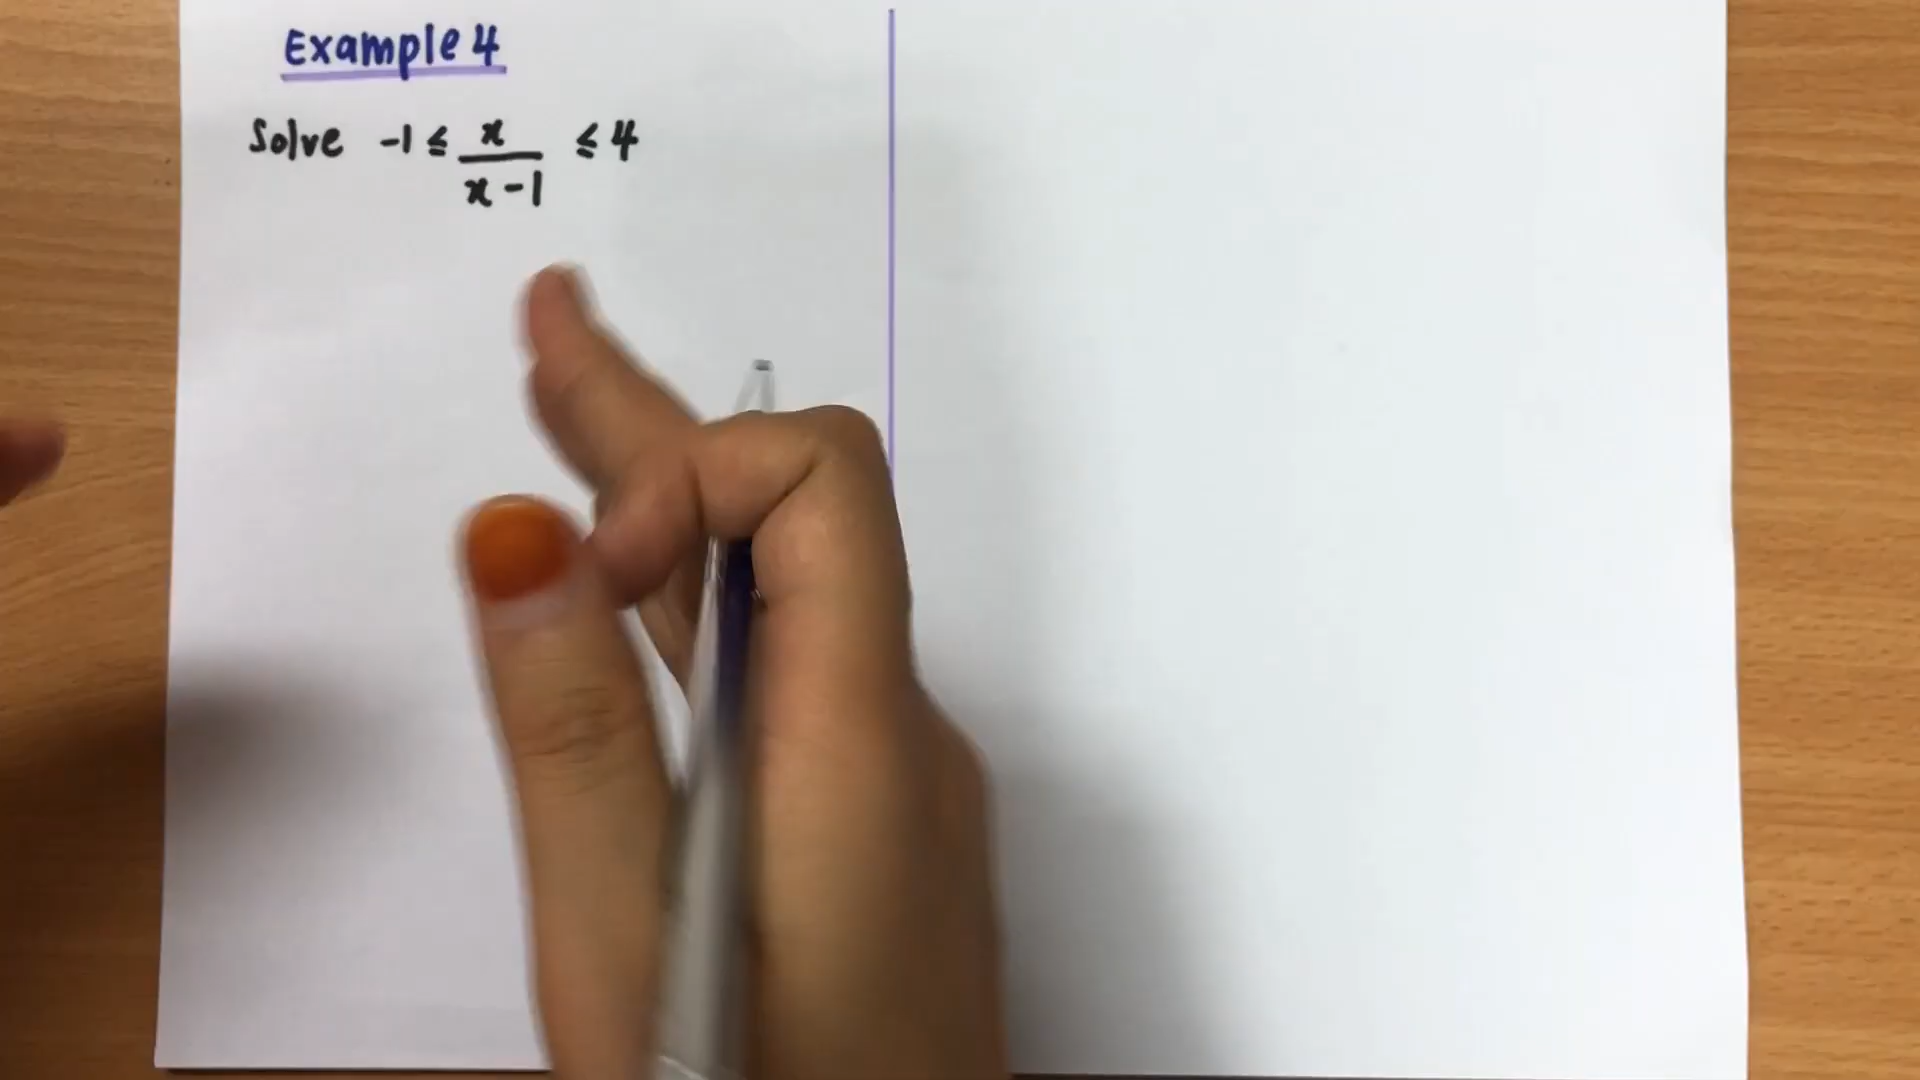 Example 4
Solve -1 ≤ x/(x-1) ≤ 4